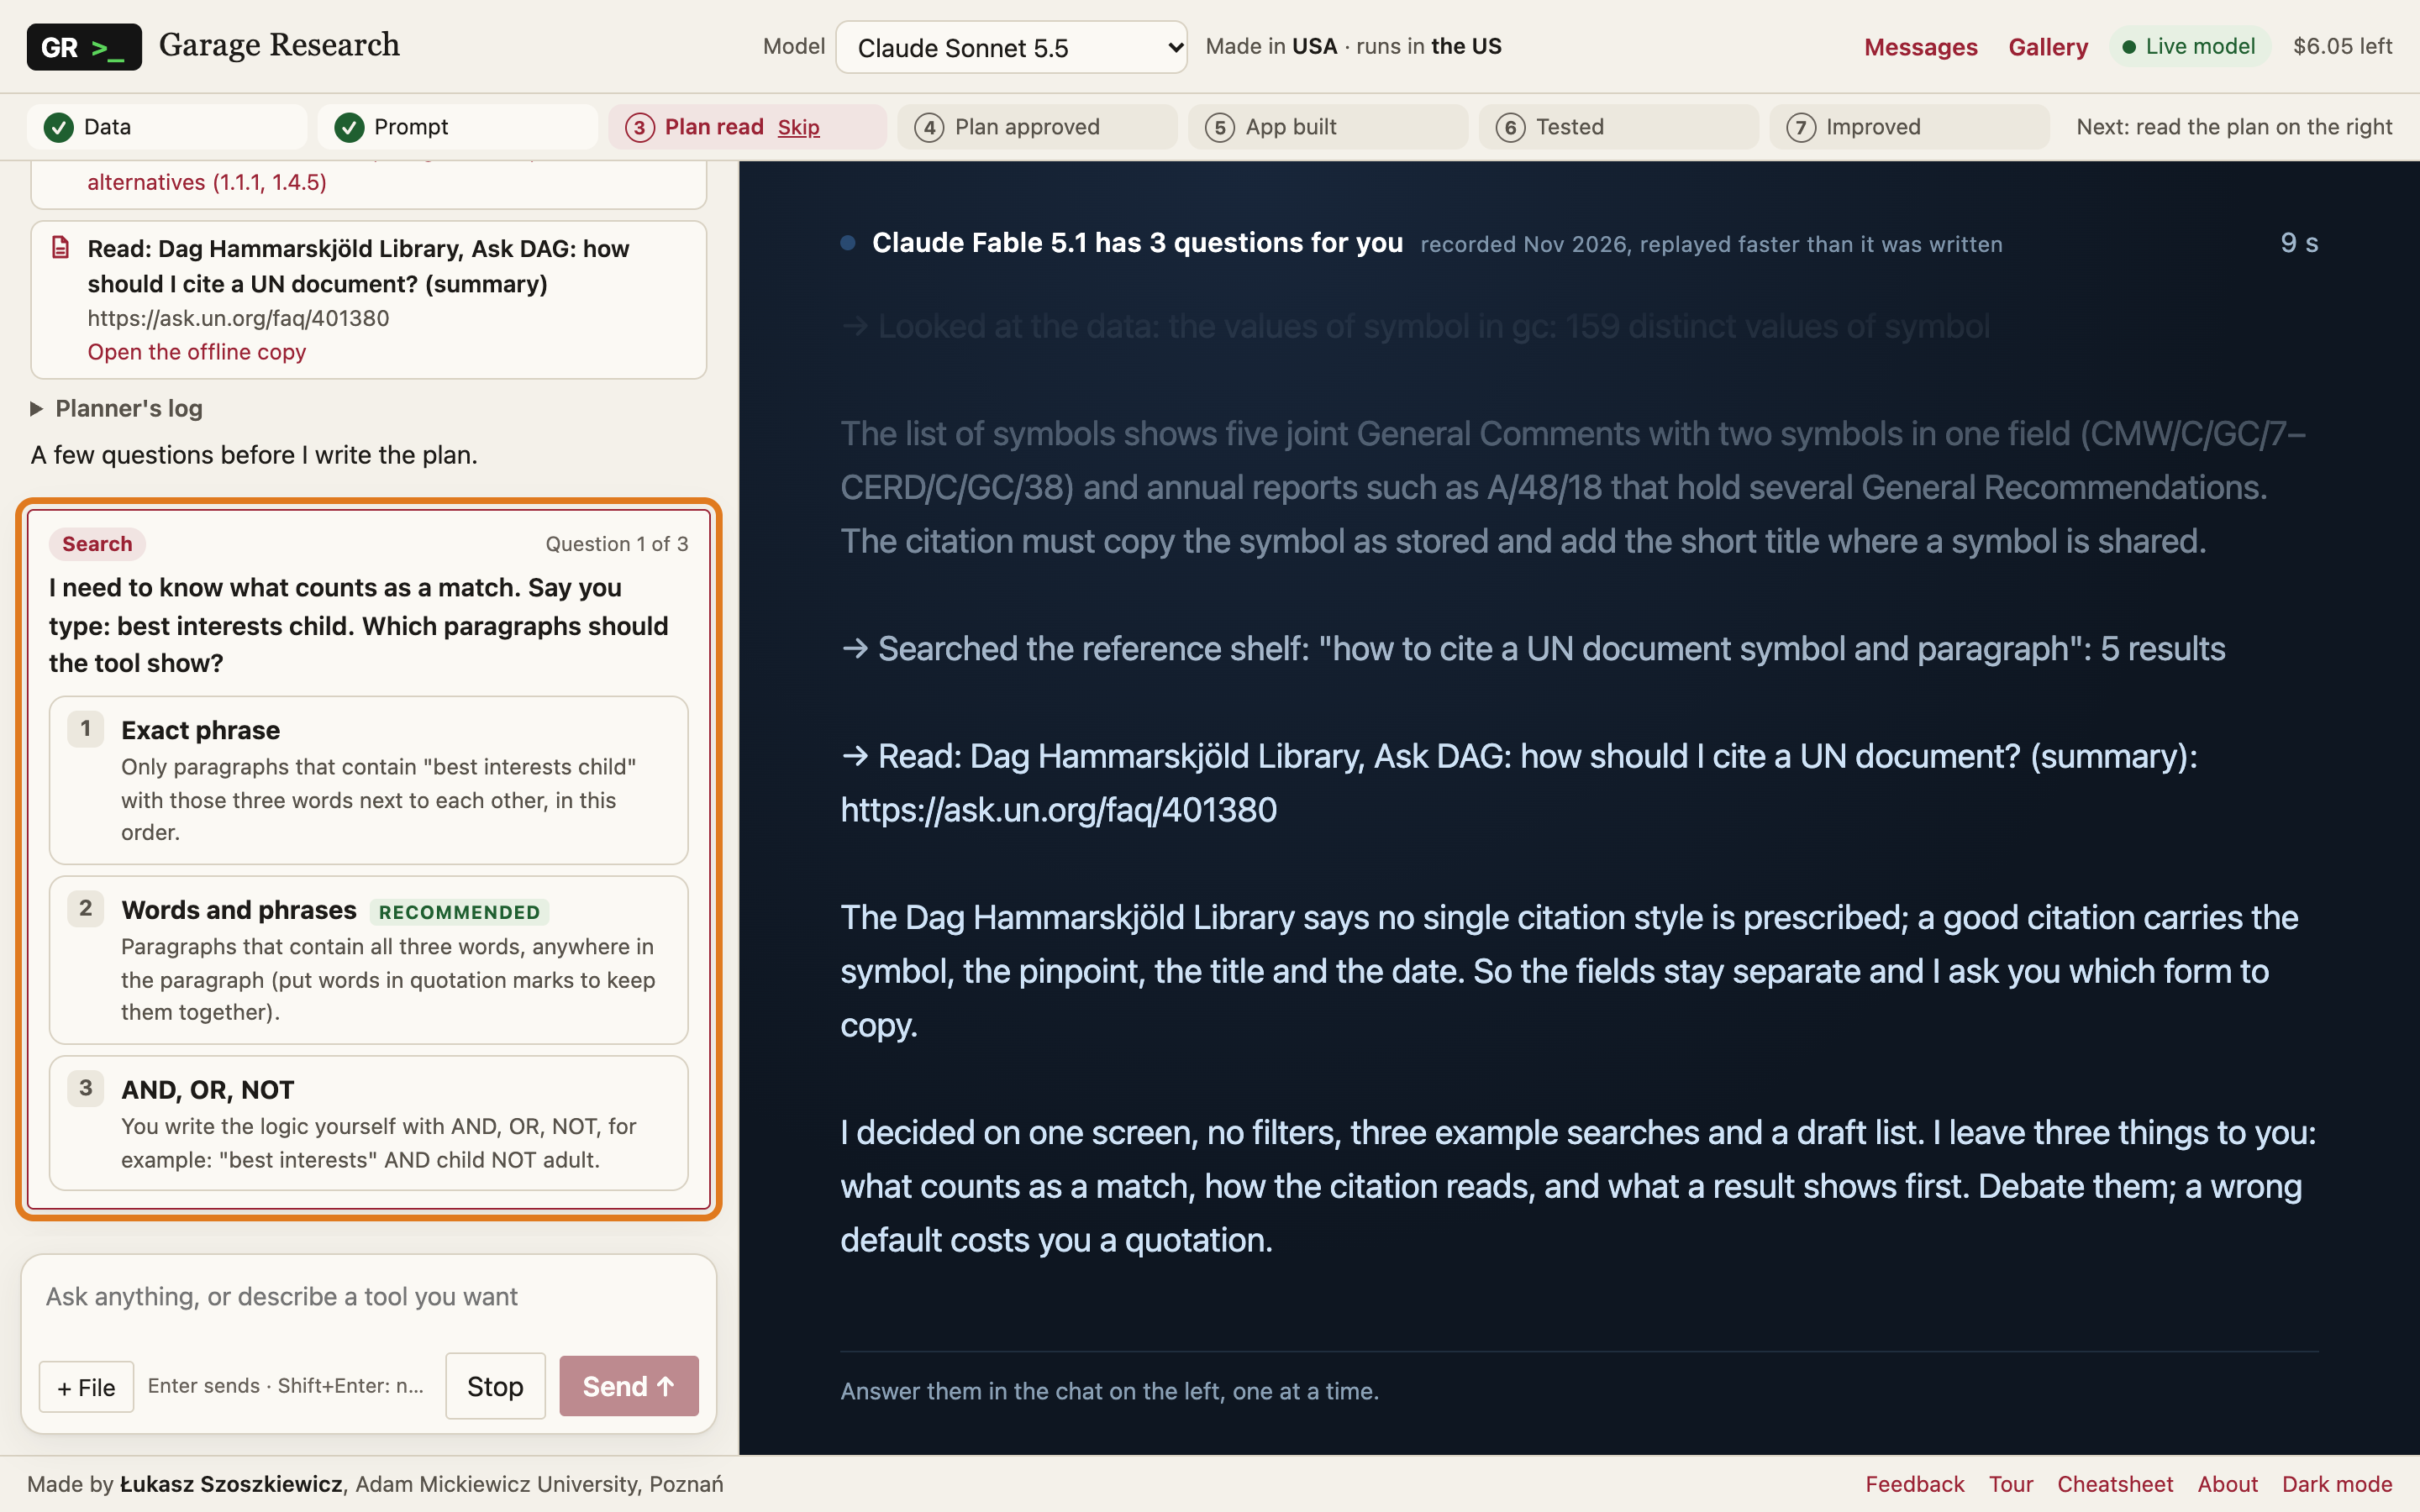 GR >_ Garage Research
Model Claude Sonnet 5.5 Made in USA · runs in the US
Messages Gallery Live model $6.05 left
Data
Prompt
3 Plan read Skip
4 Plan approved
5 App built
6 Tested
7 Improved
Next: read the plan on the right
alternatives (1.1.1, 1.4.5)
Read: Dag Hammarskjöld Library, Ask DAG: how
should I cite a UN document? (summary)
https://ask.un.org/faq/401380
Open the offline copy
Planner's log
A few questions before I write the plan.
Search Question 1 of 3
I need to know what counts as a match. Say you
type: best interests child. Which paragraphs should
the tool show?
1 Exact phrase
Only paragraphs that contain "best interests child"
with those three words next to each other, in this
order.
2 Words and phrases RECOMMENDED
Paragraphs that contain all three words, anywhere in
the paragraph (put words in quotation marks to keep
them together).
3 AND, OR, NOT
You write the logic yourself with AND, OR, NOT, for
example: "best interests" AND child NOT adult.
Ask anything, or describe a tool you want
+ File Enter sends · Shift+Enter: n... Stop Send ↑
Claude Fable 5.1 has 3 questions for you recorded Nov 2026, replayed faster than it was written 9 s
→ Looked at the data: the values of symbol in gc: 159 distinct values of symbol
The list of symbols shows five joint General Comments with two symbols in one field (CMW/C/GC/7–
CERD/C/GC/38) and annual reports such as A/48/18 that hold several General Recommendations.
The citation must copy the symbol as stored and add the short title where a symbol is shared.
→ Searched the reference shelf: "how to cite a UN document symbol and paragraph": 5 results
→ Read: Dag Hammarskjöld Library, Ask DAG: how should I cite a UN document? (summary):
https://ask.un.org/faq/401380
The Dag Hammarskjöld Library says no single citation style is prescribed; a good citation carries the
symbol, the pinpoint, the title and the date. So the fields stay separate and I ask you which form to
copy.
I decided on one screen, no filters, three example searches and a draft list. I leave three things to you:
what counts as a match, how the citation reads, and what a result shows first. Debate them; a wrong
default costs you a quotation.
Answer them in the chat on the left, one at a time.
Made by Łukasz Szoszkiewicz, Adam Mickiewicz University, Poznań
Feedback Tour Cheatsheet About Dark mode